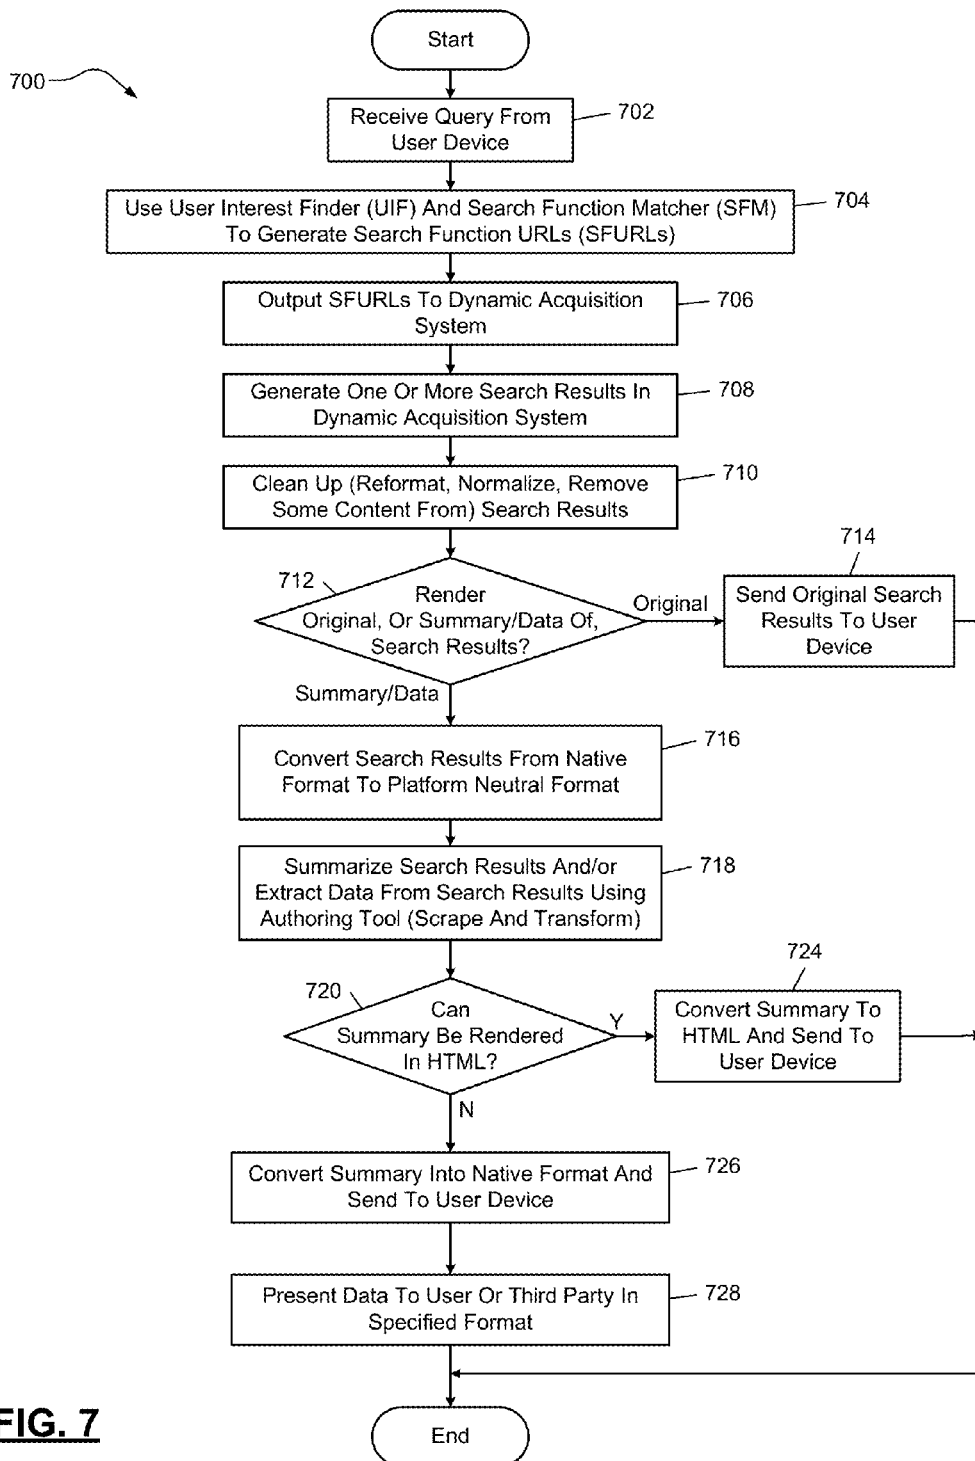 Start
700
Receive Query From
User Device
702
Use User Interest Finder (UIF) And Search Function Matcher (SFM)
To Generate Search Function URLs (SFURLs)
704
Output SFURLs To Dynamic Acquisition
System
706
Generate One Or More Search Results In
Dynamic Acquisition System
708
Clean Up (Reformat, Normalize, Remove
Some Content From) Search Results
710
712
Render
Original, Or Summary/Data Of,
Search Results?
Original
714
Send Original Search
Results To User
Device
Summary/Data
Convert Search Results From Native
Format To Platform Neutral Format
716
Summarize Search Results And/or
Extract Data From Search Results Using
Authoring Tool (Scrape And Transform)
718
720
Can
Summary Be Rendered
In HTML?
Y
724
Convert Summary To
HTML And Send To
User Device
N
Convert Summary Into Native Format And
Send To User Device
726
Present Data To User Or Third Party In
Specified Format
728
End
FIG. 7